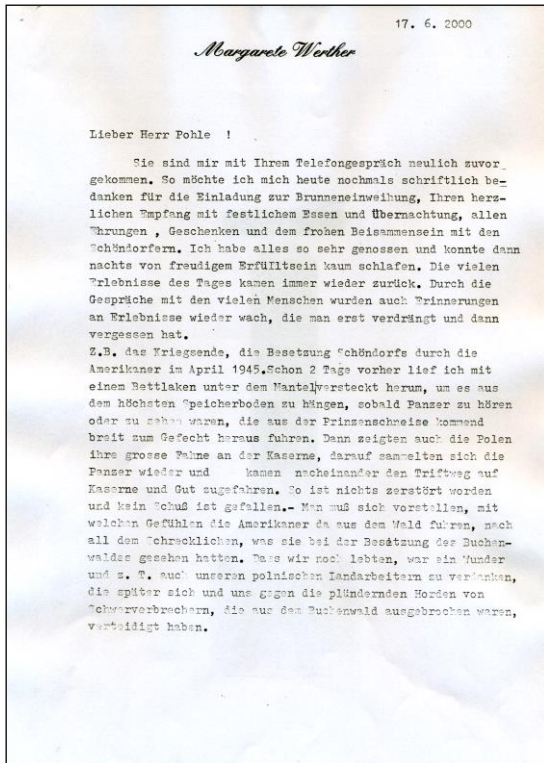 17. 6. 2000
Margarete Werther
Lieber Herr Pohle !
Sie sind mir mit Ihrem Telefongespräch neulich zuvor_
gekommen. So möchte ich mich heute nochmals schriftlich be=
danken für die Einladung zur Brunneneinweihung, Ihren herz-
lichen Empfang mit festlichem Essen und Übernachtung, allen
Ehrungen , Geschenken und dem frohen Beisammensein mit den
Schöndorfern. Ich habe alles so sehr genossen und konnte dann
nachts von freudigem Erfülltsein kaum schlafen. Die vielen
Erlebnisse des Tages kamen immer wieder zurück. Durch die
Gespräche mit den vielen Menschen wurden auch Erinnerungen
an Erlebnisse wieder wach, die man erst verdrängt und dann
vergessen hat.
Z.B. das Kriegsende, die Besetzung Schöndorfs durch die
Amerikaner im April 1945.Schon 2 Tage vorher lief ich mit
einem Bettlaken unter dem Mantel versteckt herum, um es aus
dem höchsten Speicherboden zu hängen, sobald Panzer zu hören
oder zu sehen waren, die aus der Prinzenschneise kommend
breit zum Gefecht heraus fuhren. Dann zeigten auch die Polen
ihre grosse Fahne an der Kaserne, darauf sammelten sich die
Panzer wieder und kamen nacheinander den Triftweg auf
Kaserne und Gut zugefahren. So ist nichts zerstört worden
und kein Schuß ist gefallen.- Man muß sich vorstellen, mit
welchen Gefühlen die Amerikaner da aus dem Wald fuhren, nach
all dem Schrecklichen, was sie bei der Besetzung des Buchen-
waldes gesehen hatten. Dass wir noch lebten, war ein Wunder
und z. T. auch unseren polnischen Landarbeitern zu verdanken,
die später sich und uns gegen die plündernden Horden von
Schwerverbrechern, die aus dem Buchenwald ausgebrochen waren,
verteidigt haben.